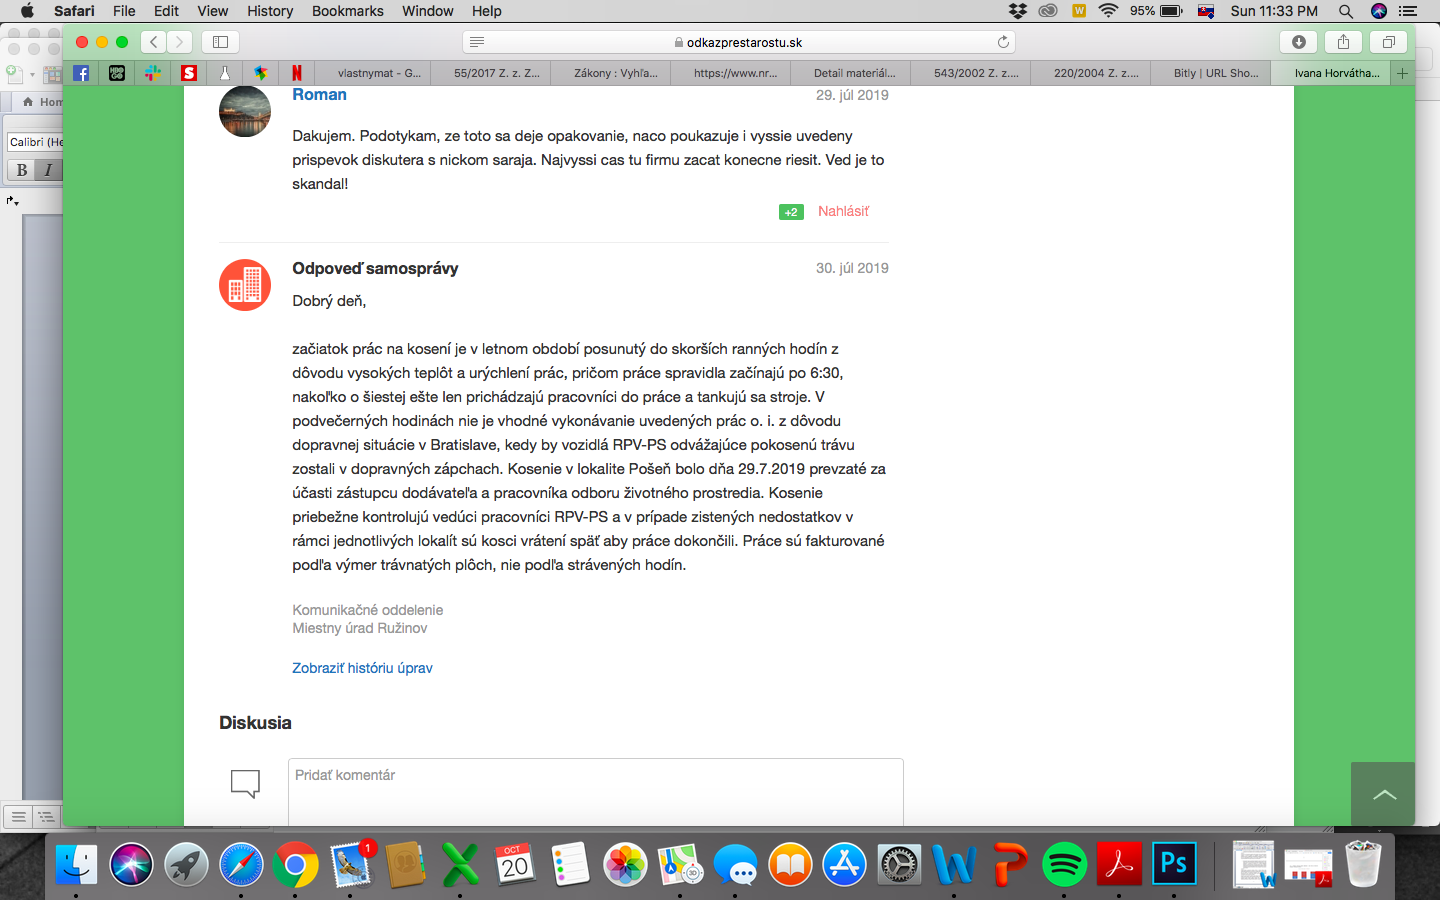 Safari File Edit View History Bookmarks Window Help
W 95% Sun 11:33 PM
odkazprestarostu.sk
vlastnymat - G... 55/2017 Z. z. Z... Zákony : Vyhľa... https://www.nr... Detail materiál... 543/2002 Z. z.... 220/2004 Z. z.... Bitly | URL Sho... Ivana Horvátha...
Hom
Calibri (He
B I
Roman 29. júl 2019
Dakujem. Podotykam, ze toto sa deje opakovanie, naco poukazuje i vyssie uvedeny
prispevok diskutera s nickom saraja. Najvyssi cas tu firmu zacat konecne riesit. Ved je to
skandal!
+2 Nahlásiť
Odpoveď samosprávy 30. júl 2019
Dobrý deň,
začiatok prác na kosení je v letnom období posunutý do skorších ranných hodín z
dôvodu vysokých teplôt a urýchlení prác, pričom práce spravidla začínajú po 6:30,
nakoľko o šiestej ešte len prichádzajú pracovníci do práce a tankujú sa stroje. V
podvečerných hodinách nie je vhodné vykonávanie uvedených prác o. i. z dôvodu
dopravnej situácie v Bratislave, kedy by vozidlá RPV-PS odvážajúce pokosenú trávu
zostali v dopravných zápchach. Kosenie v lokalite Pošeň bolo dňa 29.7.2019 prevzaté za
účasti zástupcu dodávateľa a pracovníka odboru životného prostredia. Kosenie
priebežne kontrolujú vedúci pracovníci RPV-PS a v prípade zistených nedostatkov v
rámci jednotlivých lokalít sú kosci vrátení späť aby práce dokončili. Práce sú fakturované
podľa výmer trávnatých plôch, nie podľa strávených hodín.
Komunikačné oddelenie
Miestny úrad Ružinov
Zobraziť históriu úprav
Diskusia
Pridať komentár
1
OCT
20
3D
Ps